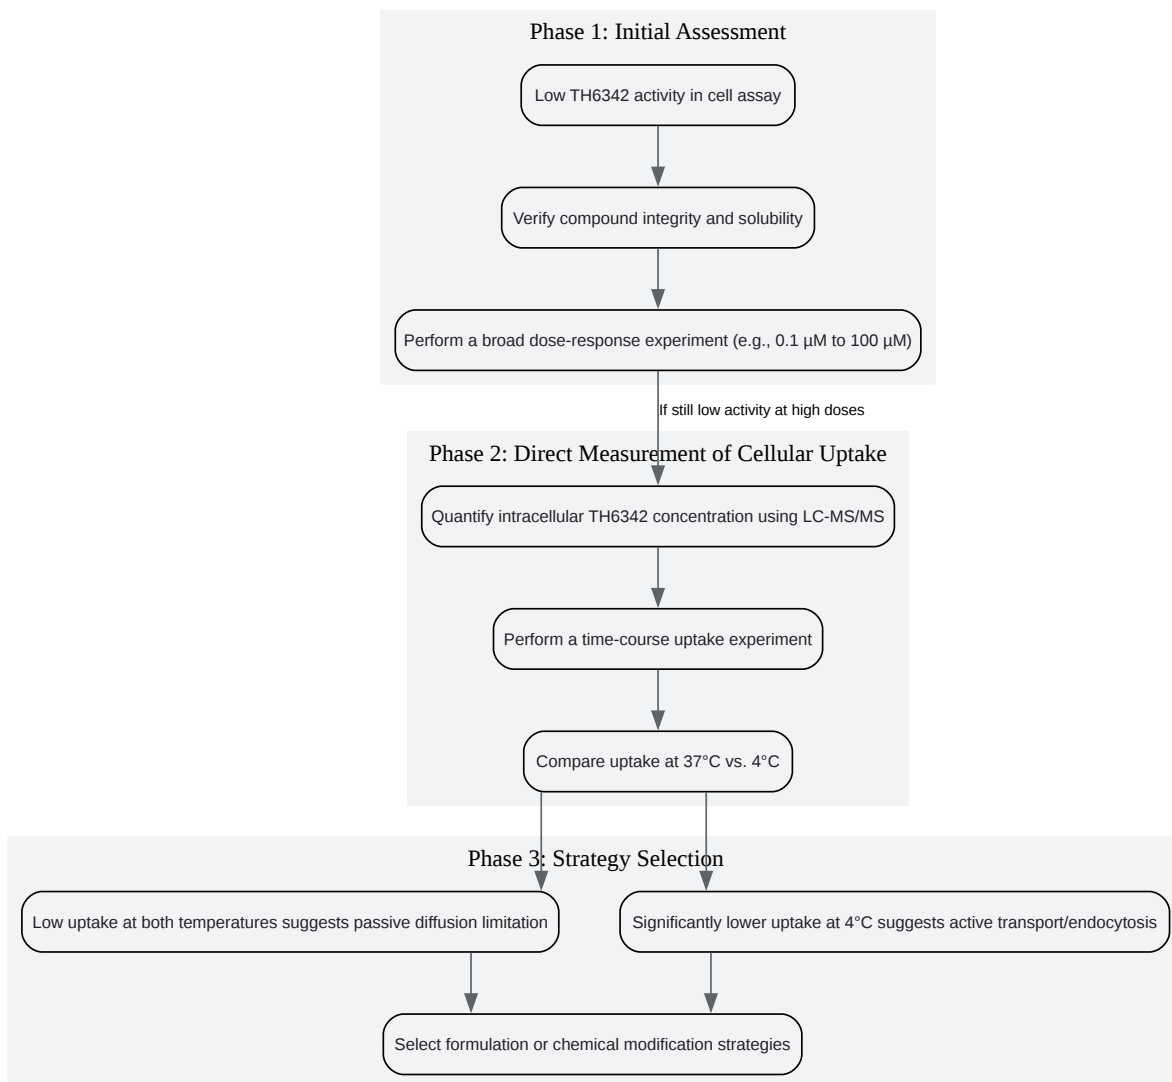 Phase 1: Initial Assessment
Low TH6342 activity in cell assay
Verify compound integrity and solubility
Perform a broad dose-response experiment (e.g., 0.1 µM to 100 µM)
If still low activity at high doses
Phase 2: Direct Measurement of Cellular Uptake
Quantify intracellular TH6342 concentration using LC-MS/MS
Perform a time-course uptake experiment
Compare uptake at 37°C vs. 4°C
Phase 3: Strategy Selection
Low uptake at both temperatures suggests passive diffusion limitation
Significantly lower uptake at 4°C suggests active transport/endocytosis
Select formulation or chemical modification strategies